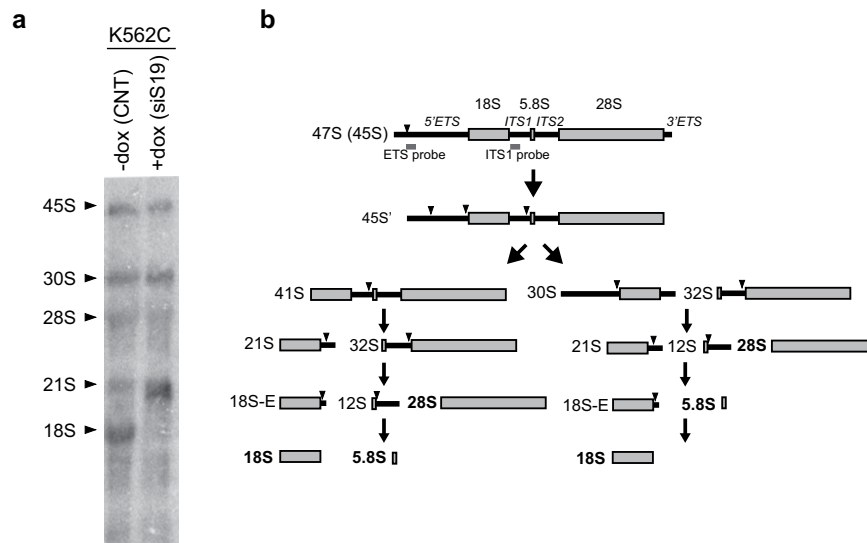 a
K562C
-dox (CNT)
+dox (siS19)
45S
30S
28S
21S
18S
b
18S 5.8S 28S
5'ETS ITS1 ITS2 3'ETS
47S (45S)
ETS probe ITS1 probe
45S'
41S 30S 32S
21S 32S 21S 12S 28S
18S-E 12S 28S 18S-E 5.8S
18S 5.8S 18S